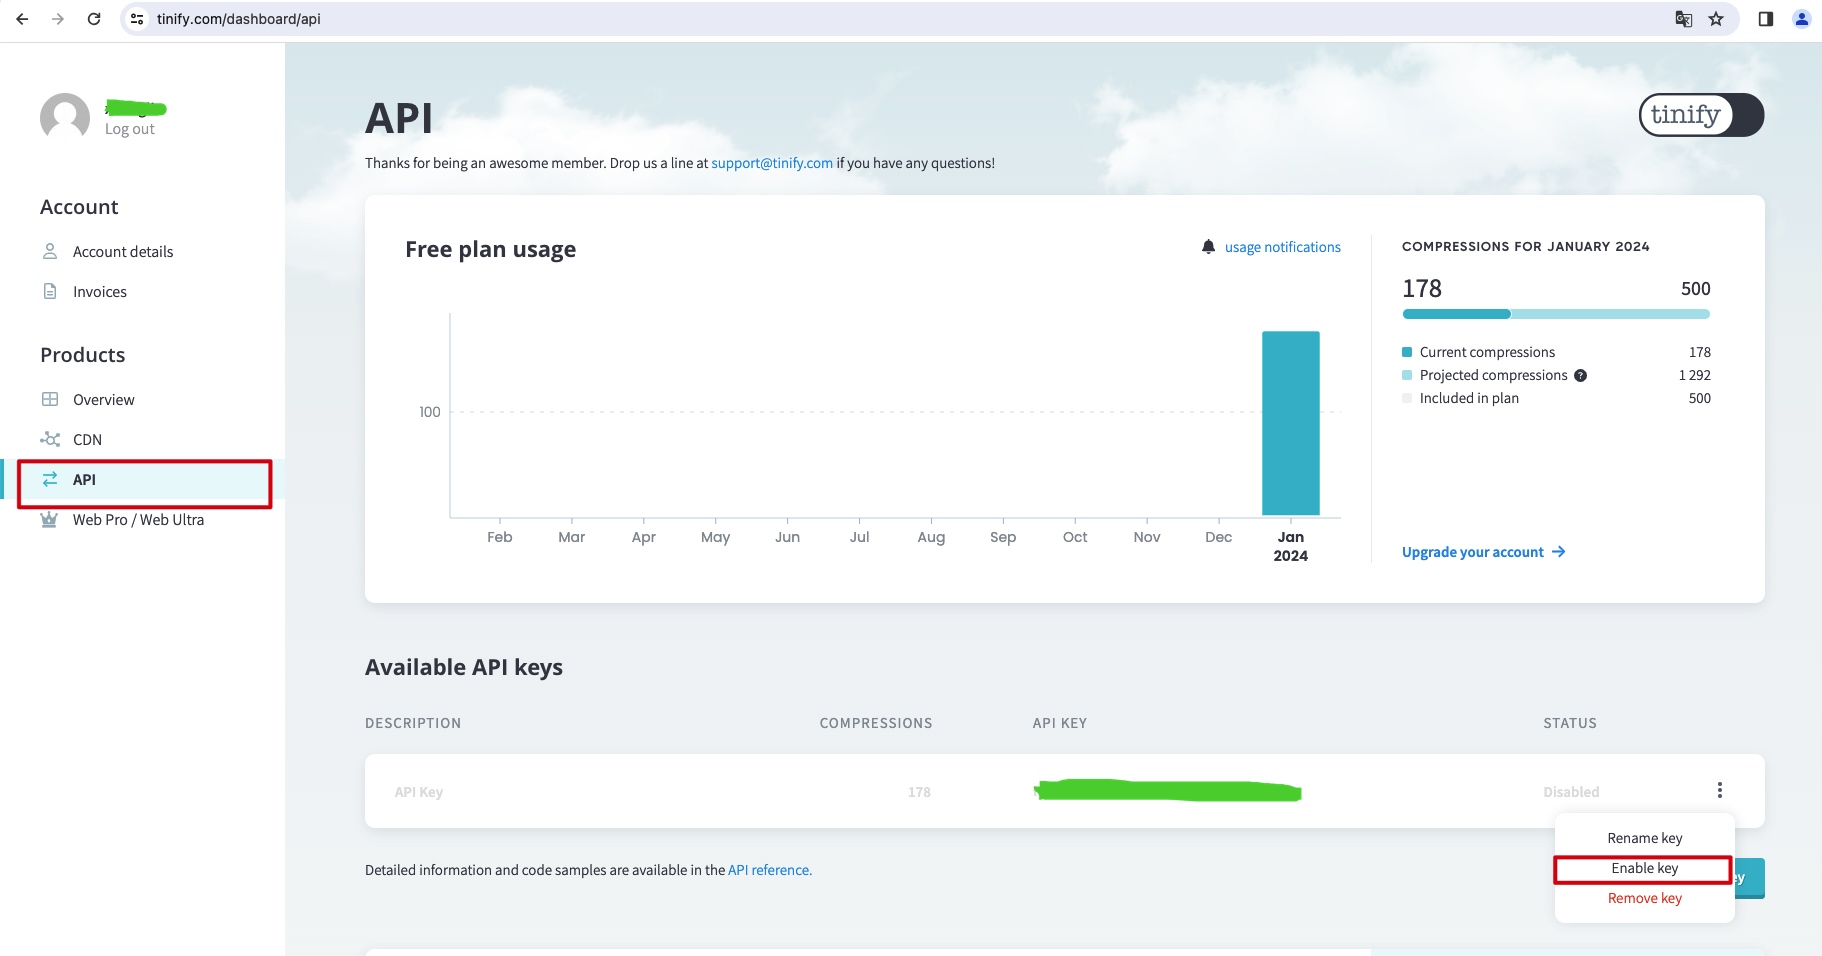 tinify.com/dashboard/api
Log out
Account
Account details
Invoices
Products
Overview
CDN
API
Web Pro / Web Ultra
API
tinify
Thanks for being an awesome member. Drop us a line at support@tinify.com if you have any questions!
Free plan usage
usage notifications
100
Feb Mar Apr May Jun Jul Aug Sep Oct Nov Dec Jan
2024
COMPRESSIONS FOR JANUARY 2024
178 500
Current compressions 178
Projected compressions ? 1 292
Included in plan 500
Upgrade your account →
Available API keys
DESCRIPTION COMPRESSIONS API KEY STATUS
API Key 178 Disabled
Rename key
Enable key
Remove key
Detailed information and code samples are available in the API reference.